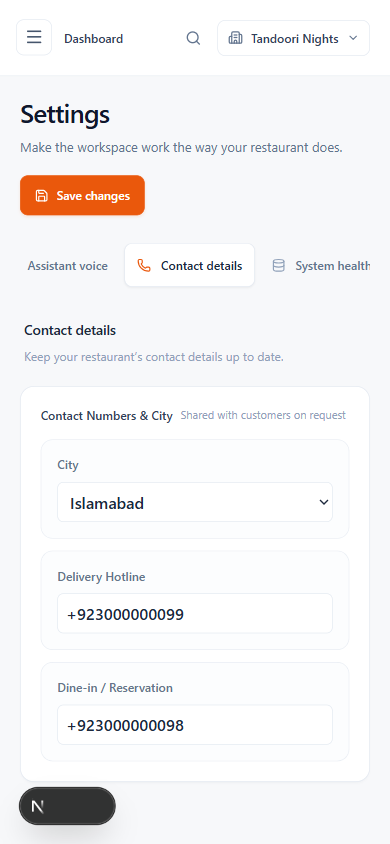 Dashboard
Tandoori Nights
Settings
Make the workspace work the way your restaurant does.
Save changes
Assistant voice
Contact details
System health
Contact details
Keep your restaurant's contact details up to date.
Contact Numbers & City Shared with customers on request
City
Islamabad
Delivery Hotline
+923000000099
Dine-in / Reservation
+923000000098
N